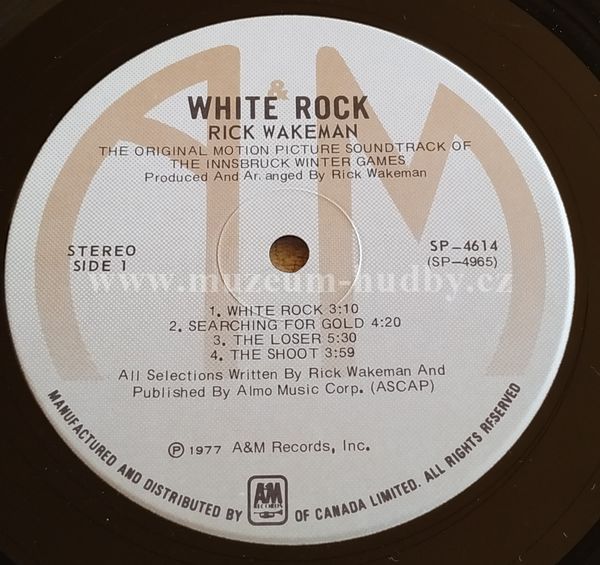 A&M
WHITE ROCK
RICK WAKEMAN
THE ORIGINAL MOTION PICTURE SOUNDTRACK OF
THE INNSBRUCK WINTER GAMES
Produced And Ar.anged By Rick Wakeman
STEREO
SIDE 1
SP-4614
(SP-4965)
www.muzeum-hudby.cz
1. WHITE ROCK 3:10
2. SEARCHING FOR GOLD 4:20
3. THE LOSER 5:30
4. THE SHOOT 3:59
All Selections Written By Rick Wakeman And
Published By Almo Music Corp. (ASCAP)
℗ 1977 A&M Records, Inc.
MANUFACTURED AND DISTRIBUTED BY A&M RECORDS OF CANADA LIMITED. ALL RIGHTS RESERVED